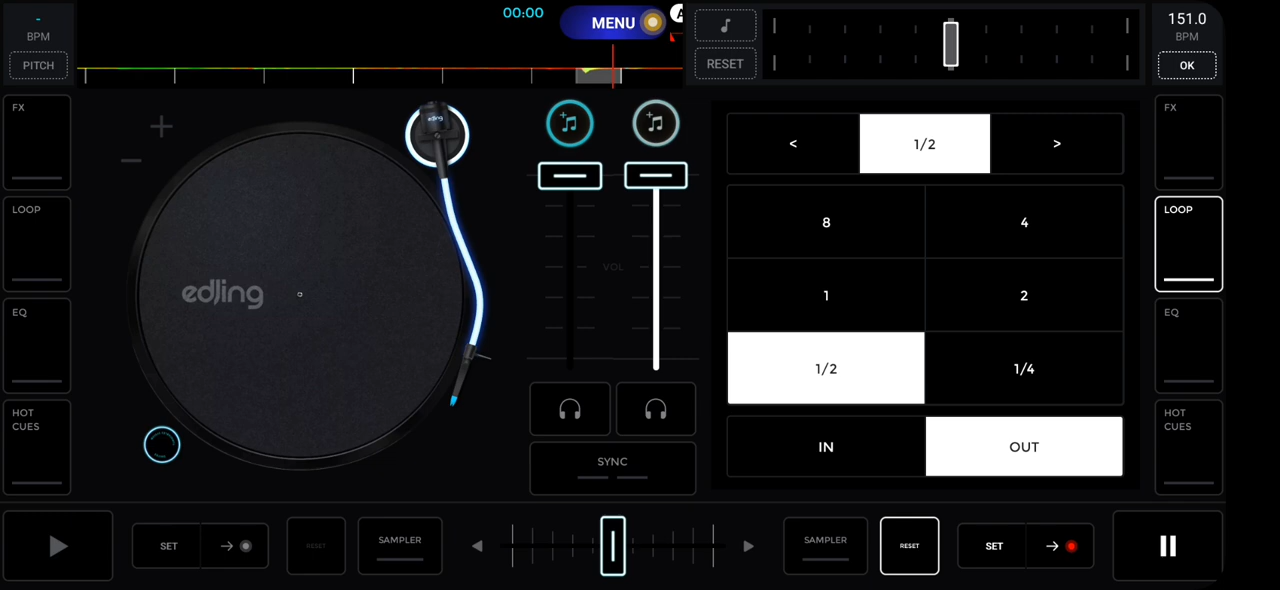 -
BPM
PITCH
00:00
MENU
A
RESET
151.0
BPM
OK
FX
LOOP
EQ
HOT
CUES
edjing
edjing
VOL
SYNC
< 1/2 >
8 4
1 2
1/2 1/4
IN OUT
FX
LOOP
EQ
HOT
CUES
SET
RESET
SAMPLER
SAMPLER
RESET
SET